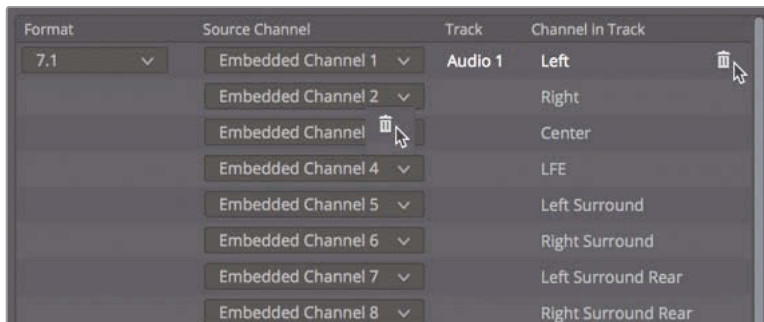 Format Source Channel Track Channel in Track
7.1 Embedded Channel 1 Audio 1 Left
Embedded Channel 2 Right
Embedded Channel Center
Embedded Channel 4 LFE
Embedded Channel 5 Left Surround
Embedded Channel 6 Right Surround
Embedded Channel 7 Left Surround Rear
Embedded Channel 8 Right Surround Rear